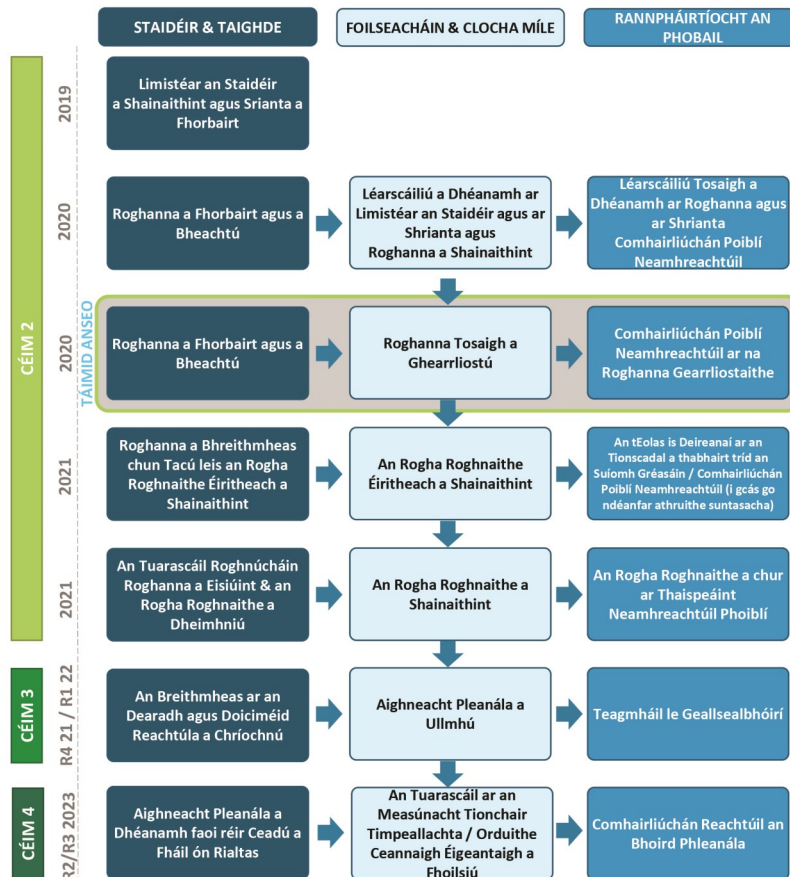 STAIDÉIR & TAIGHDE
FOILSEACHÁIN & CLOCHA MÍLE
RANNPHÁIRTÍOCHT AN
PHOBAIL
CÉIM 2
2019
Limistéar an Staidéir
a Shainaithint agus Srianta a
Fhorbairt
2020
Roghanna a Fhorbairt agus a
Bheachtú
Léarscáiliú a Dhéanamh ar
Limistéar an Staidéir agus ar
Shrianta agus
Roghanna a Shainaithint
Léarscáiliú Tosaigh a
Dhéanamh ar Roghanna agus
ar Shrianta
Comhairliúchán Poiblí
Neamhreachtúil
TÁIMID ANSEO
2020
Roghanna a Fhorbairt agus a
Bheachtú
Roghanna Tosaigh a
Ghearrliostú
Comhairliúchán Poiblí
Neamhreachtúil ar na
Roghanna Gearrliostaithe
2021
Roghanna a Bhreithmheas
chun Tacú leis an Rogha
Roghnaithe Éiritheach a
Shainaithint
An Rogha Roghnaithe
Éiritheach a Shainaithint
An tEolas is Deireanaí ar an
Tionscadal a thabhairt tríd an
Suíomh Gréasáin / Comhairliúchán
Poiblí Neamhreachtúil (i gcás go
ndéanfar athruithe suntasacha)
2021
An Tuarascáil Roghnúcháin
Roghanna a Eisiúint & an
Rogha Roghnaithe a
Dheimhniú
An Rogha Roghnaithe a
Shainaithint
An Rogha Roghnaithe a chur
ar Thaispeáint
Neamhreachtúil Phoiblí
CÉIM 3
R4 21 / R1 22
An Breithmheas ar an
Dearadh agus Doiciméid
Reachtúla a Chríochnú
Aighneacht Pleanála a
Ullmhú
Teagmháil le Geallsealbhóirí
CÉIM 4
R2/R3 2023
Aighneacht Pleanála a
Dhéanamh faoi réir Ceadú a
Fháil ón Rialtas
An Tuarascáil ar an
Measúnacht Tionchair
Timpeallachta / Orduithe
Ceannaigh Éigeantaigh a
Fhoilsiú
Comhairliúchán Reachtúil an
Bhoird Phleanála